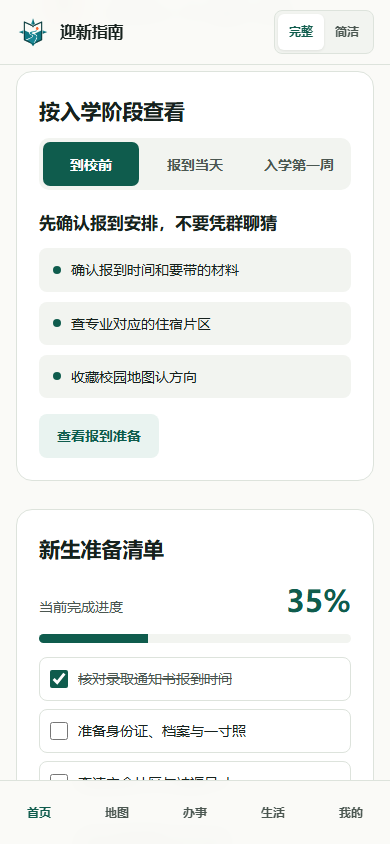 迎新指南
完整
简洁
按入学阶段查看
到校前
报到当天
入学第一周
先确认报到安排，不要凭群聊猜
确认报到时间和要带的材料
查专业对应的住宿片区
收藏校园地图认方向
查看报到准备
新生准备清单
当前完成进度
35%
核对录取通知书报到时间
准备身份证、档案与一寸照
首页
地图
办事
生活
我的